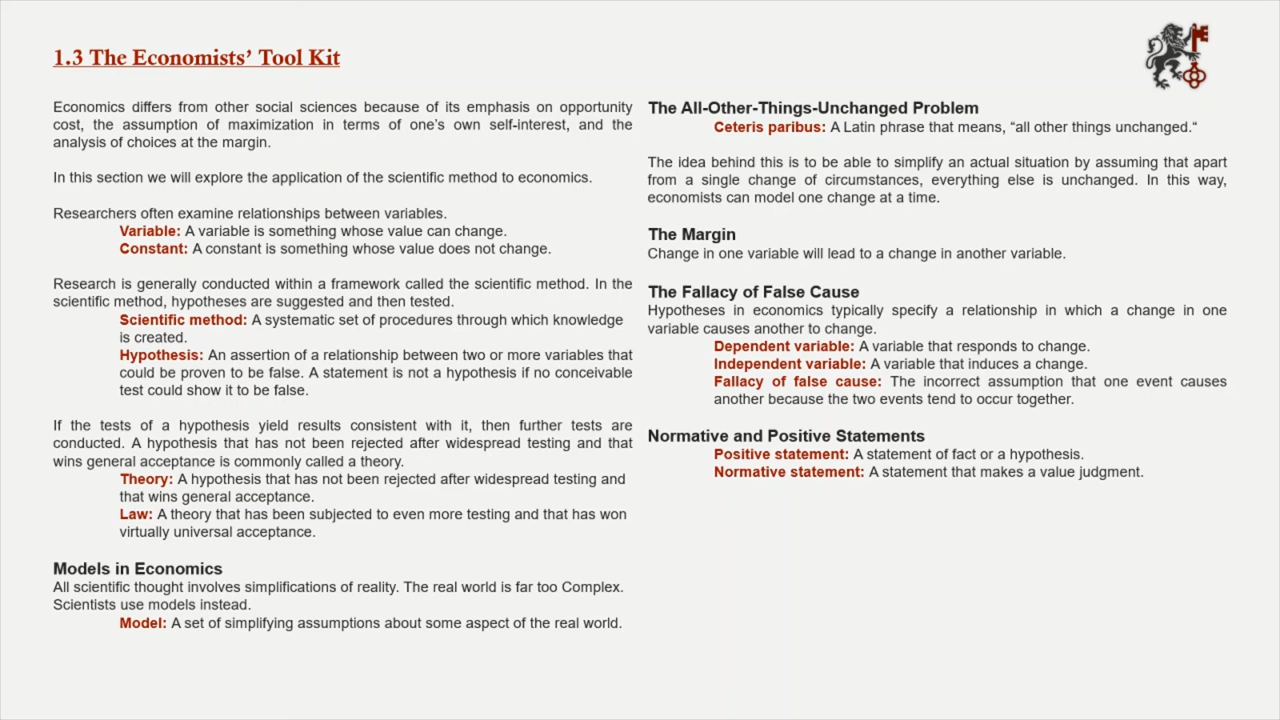 1.3 The Economists’ Tool Kit
Economics differs from other social sciences because of its emphasis on opportunity
cost, the assumption of maximization in terms of one’s own self-interest, and the
analysis of choices at the margin.
In this section we will explore the application of the scientific method to economics.
Researchers often examine relationships between variables.
Variable: A variable is something whose value can change.
Constant: A constant is something whose value does not change.
Research is generally conducted within a framework called the scientific method. In the
scientific method, hypotheses are suggested and then tested.
Scientific method: A systematic set of procedures through which knowledge
is created.
Hypothesis: An assertion of a relationship between two or more variables that
could be proven to be false. A statement is not a hypothesis if no conceivable
test could show it to be false.
If the tests of a hypothesis yield results consistent with it, then further tests are
conducted. A hypothesis that has not been rejected after widespread testing and that
wins general acceptance is commonly called a theory.
Theory: A hypothesis that has not been rejected after widespread testing and
that wins general acceptance.
Law: A theory that has been subjected to even more testing and that has won
virtually universal acceptance.
Models in Economics
All scientific thought involves simplifications of reality. The real world is far too Complex.
Scientists use models instead.
Model: A set of simplifying assumptions about some aspect of the real world.
The All-Other-Things-Unchanged Problem
Ceteris paribus: A Latin phrase that means, “all other things unchanged.“
The idea behind this is to be able to simplify an actual situation by assuming that apart
from a single change of circumstances, everything else is unchanged. In this way,
economists can model one change at a time.
The Margin
Change in one variable will lead to a change in another variable.
The Fallacy of False Cause
Hypotheses in economics typically specify a relationship in which a change in one
variable causes another to change.
Dependent variable: A variable that responds to change.
Independent variable: A variable that induces a change.
Fallacy of false cause: The incorrect assumption that one event causes
another because the two events tend to occur together.
Normative and Positive Statements
Positive statement: A statement of fact or a hypothesis.
Normative statement: A statement that makes a value judgment.